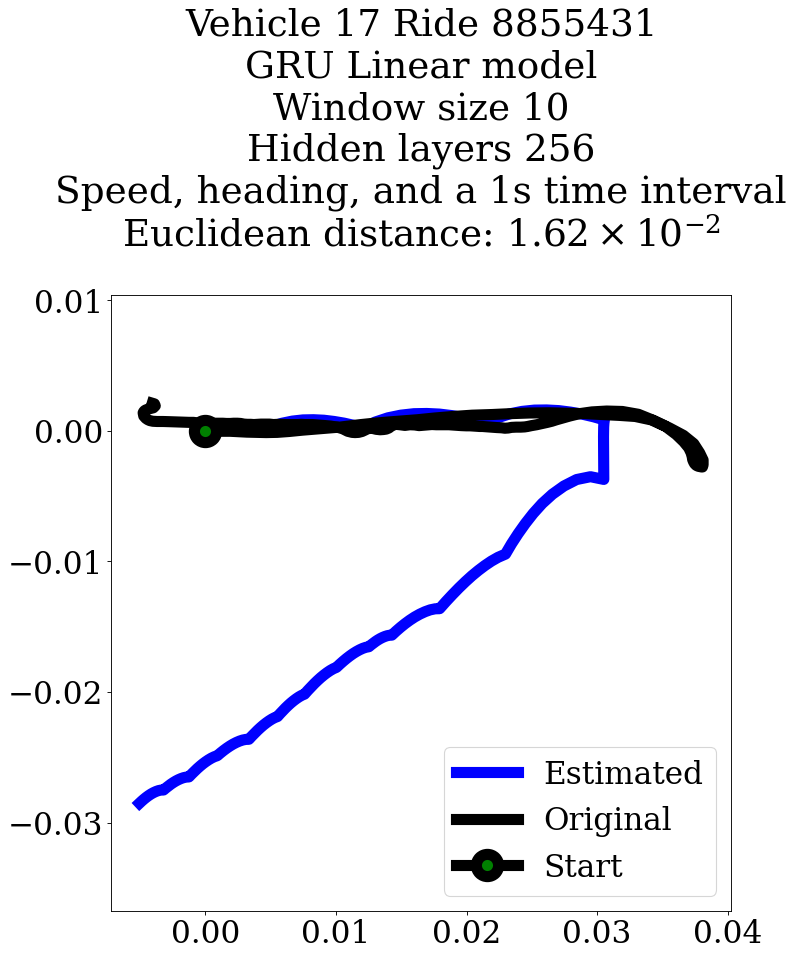 Vehicle 17 Ride 8855431
GRU Linear model
Window size 10
Hidden layers 256
Speed, heading, and a 1s time interval
Euclidean distance: 1.62 × 10⁻²
0.01
0.00
−0.01
−0.02
−0.03
Estimated
Original
Start
0.00 0.01 0.02 0.03 0.04